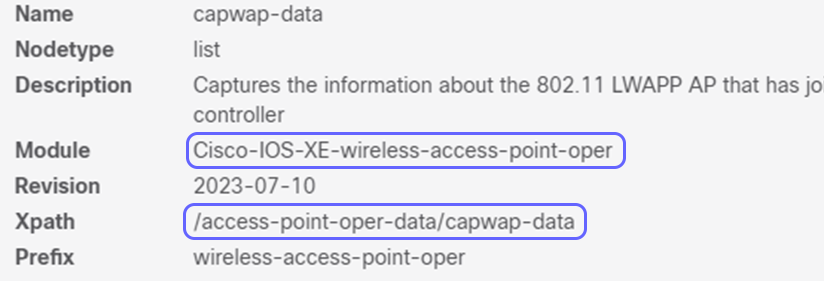 Name capwap-data
Nodetype list
Description Captures the information about the 802.11 LWAPP AP that has
controller
Module Cisco-IOS-XE-wireless-access-point-oper
Revision 2023-07-10
Xpath /access-point-oper-data/capwap-data
Prefix wireless-access-point-oper